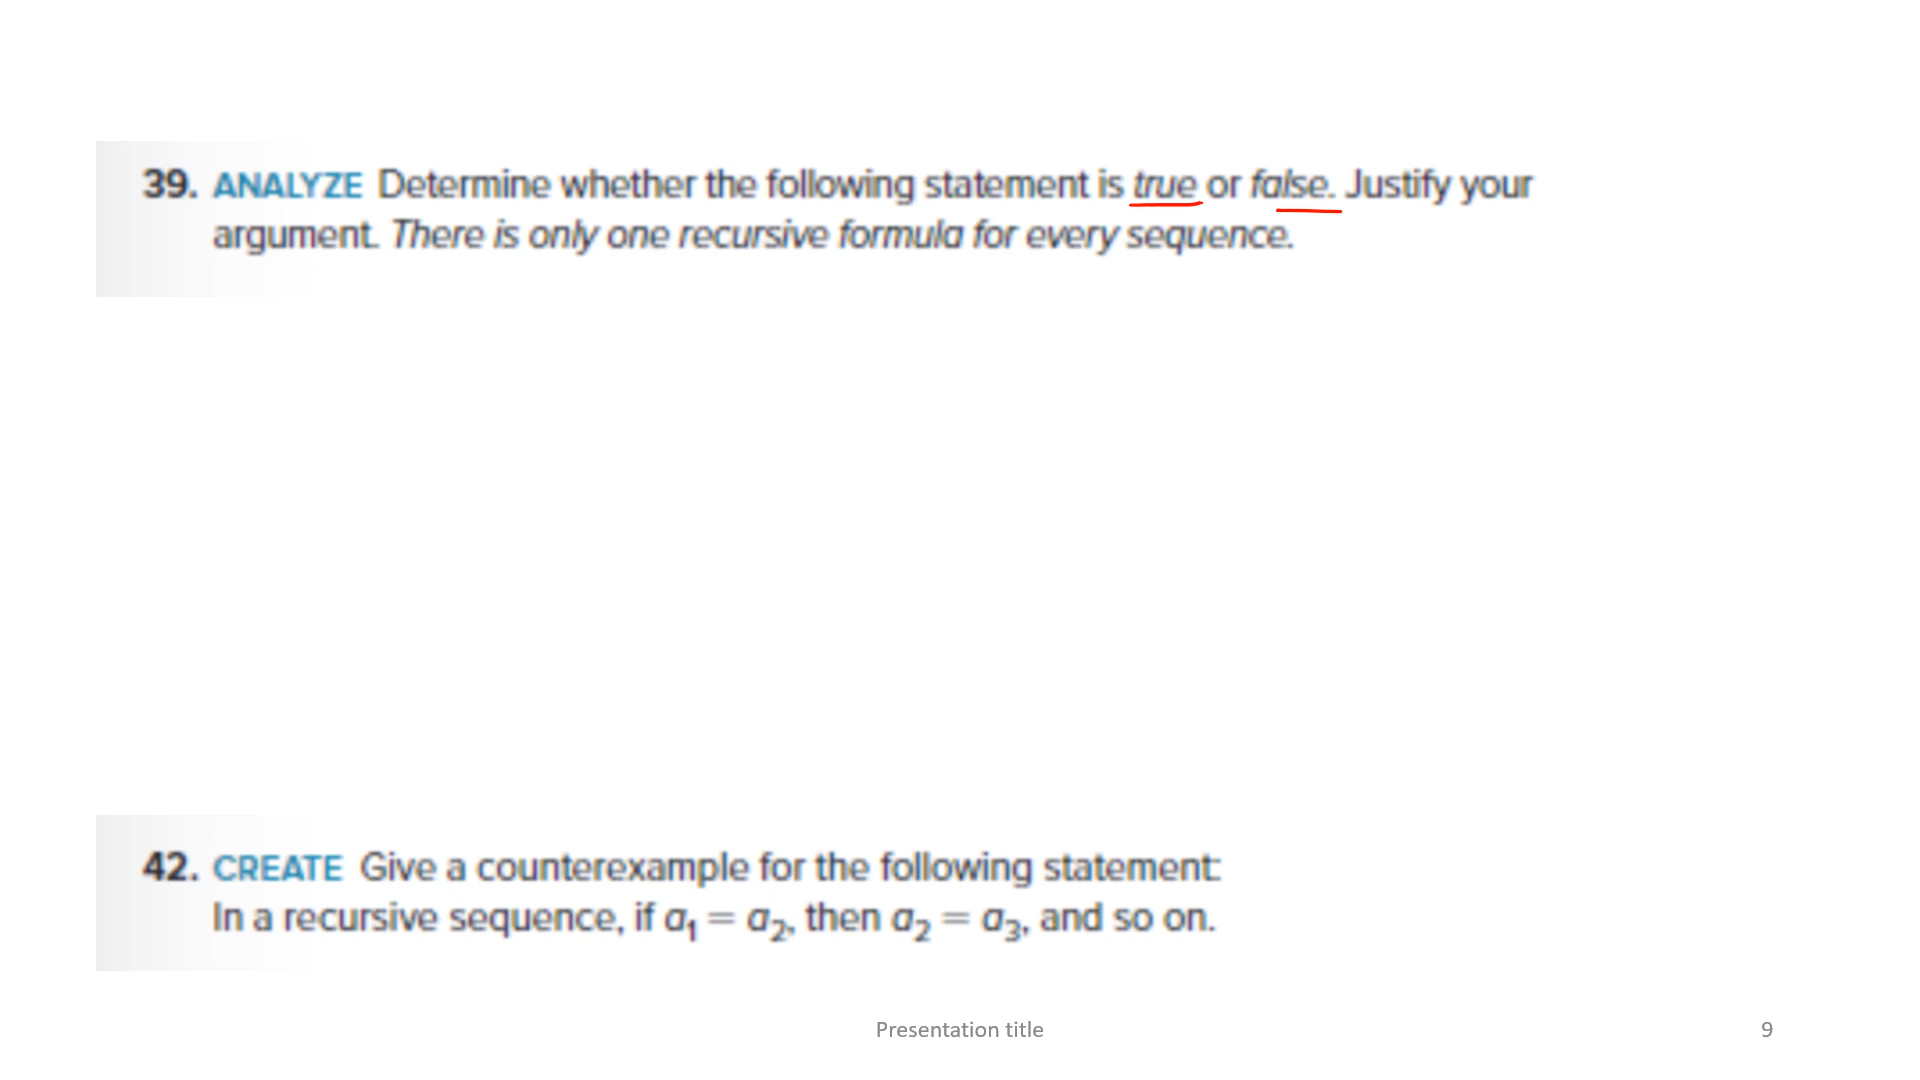 39. ANALYZE Determine whether the following statement is true or false. Justify your
argument. There is only one recursive formula for every sequence.
42. CREATE Give a counterexample for the following statement:
In a recursive sequence, if a₁ = a₂, then a₂ = a₃, and so on.
Presentation title
9